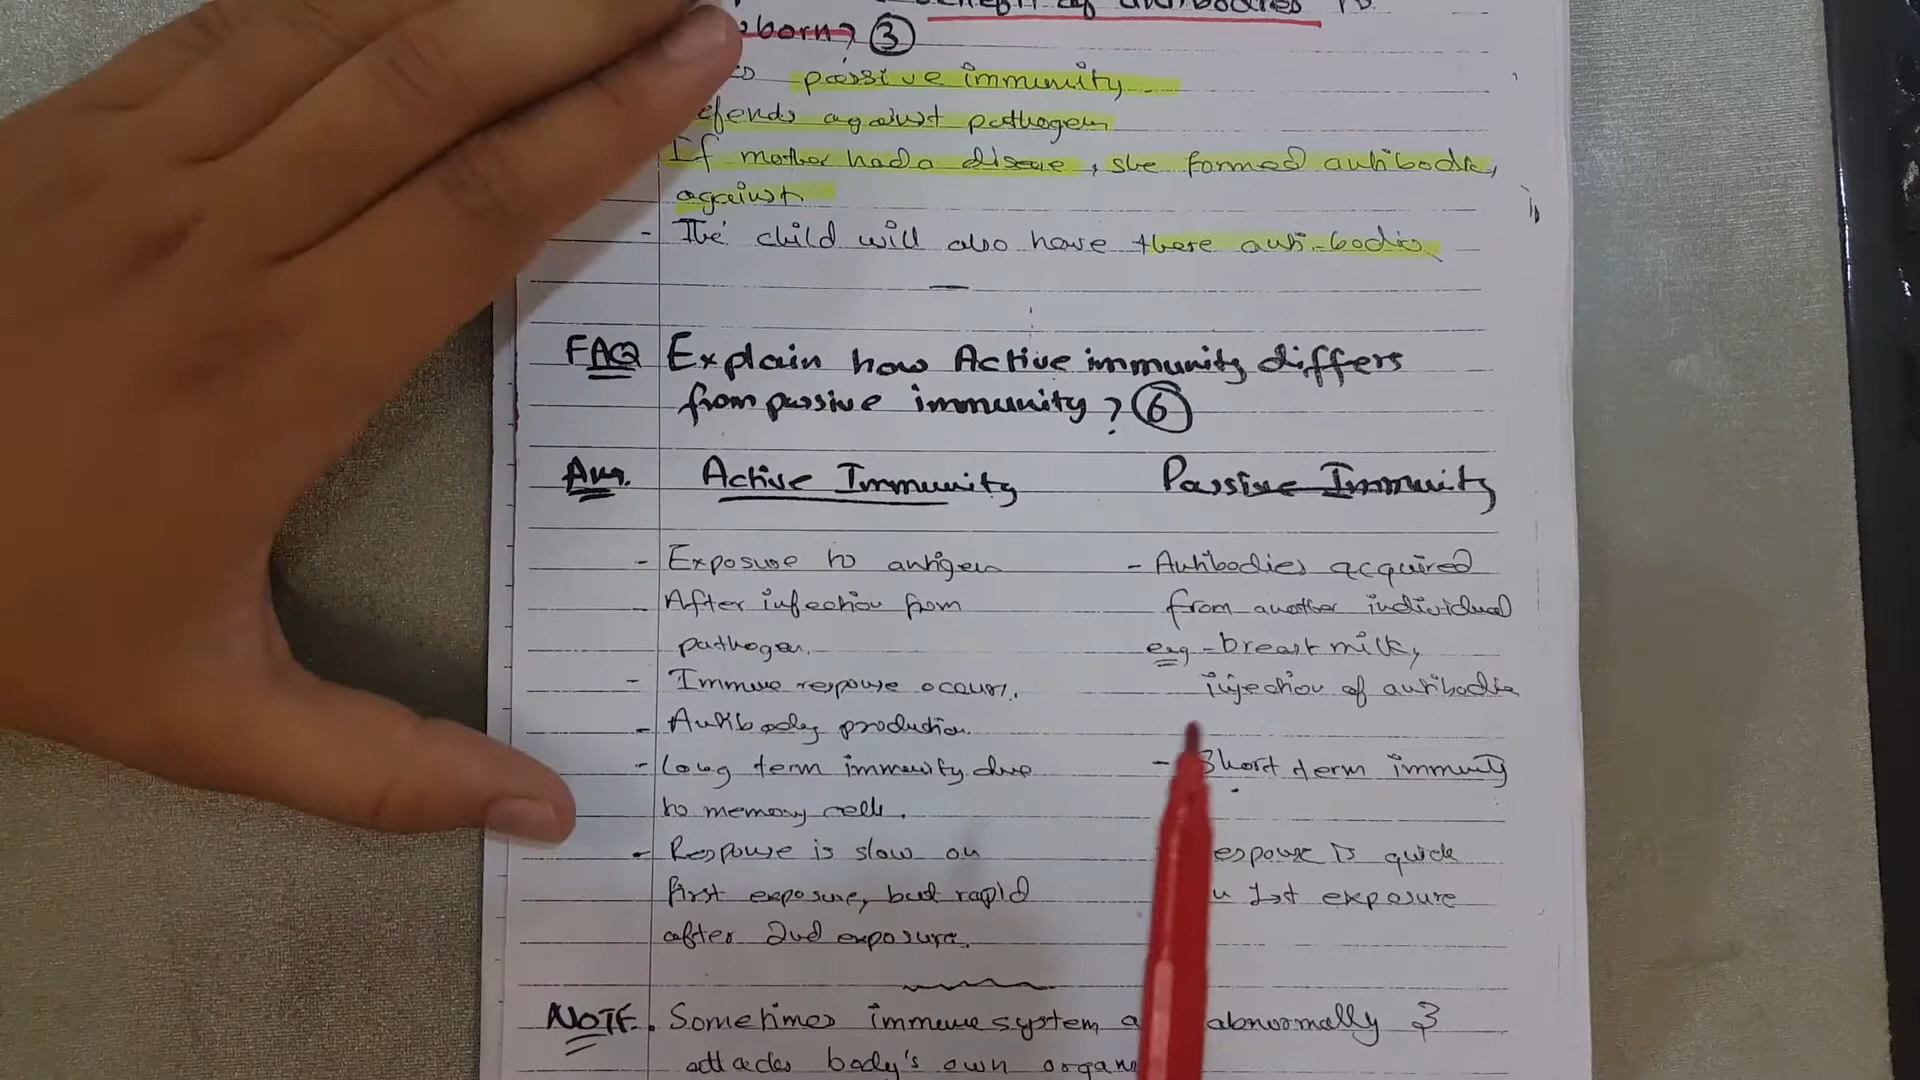 benefit of antibodies to
born? ③
passive immunity
efends against pathogen
If mother had a disease, she formed antibodies,
against
- The child will also have these anti-bodies
FAQ Explain how Active immunity differs
from passive immunity? ⑥
Ans. Active Immunity Passive Immunity
- Exposure to antigen
- After infection from
pathogen.
- Immune response occurs.
- Antibody production.
- Long term immunity due
to memory cells.
- Response is slow on
first exposure, but rapid
after 2nd exposure.
- Antibodies acquired
from another individual
e.g - breast milk,
injection of antibodies
- Short term immunity
esponse is quick
n 1st exposure
NOTE. Sometimes immune system a abnormally &
attacks body's own organ